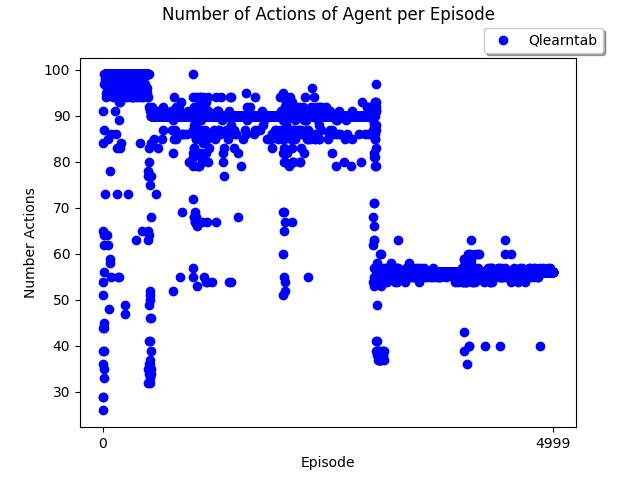 Number of Actions of Agent per Episode
Qlearntab
100
90
80
70
60
50
40
30
Number Actions
0
4999
Episode